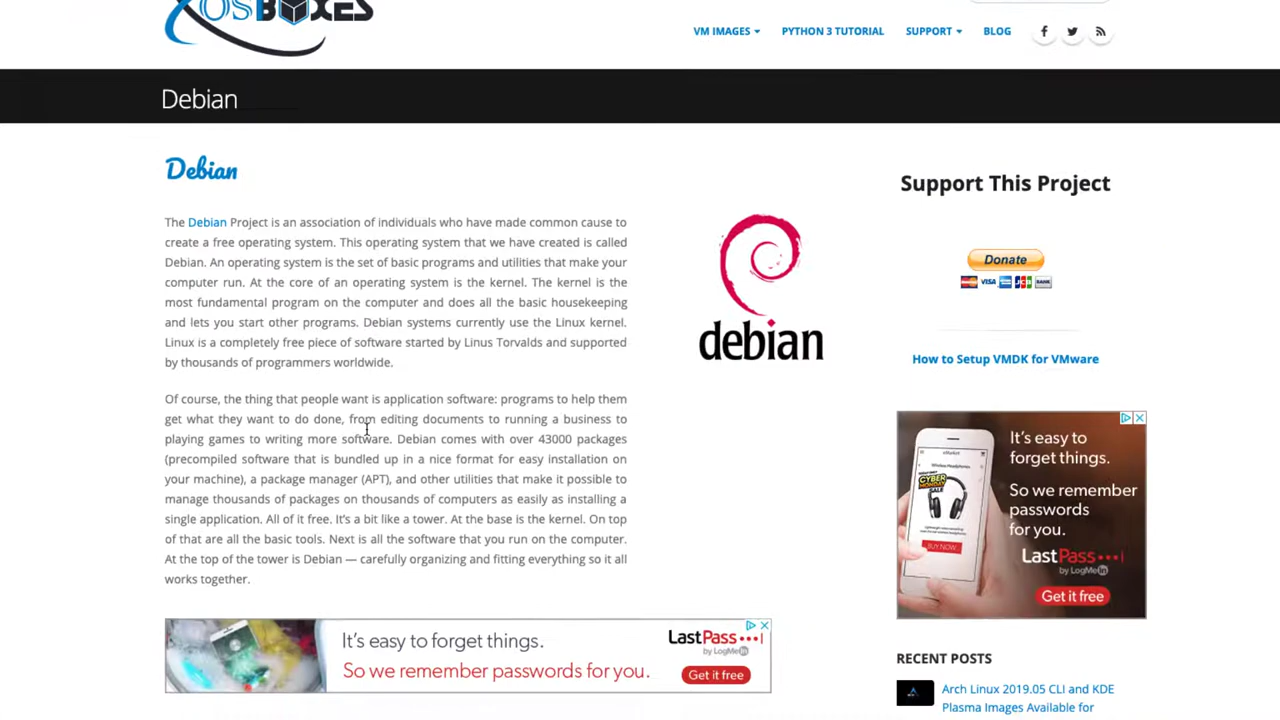 OSBOXES
VM IMAGES
PYTHON 3 TUTORIAL
SUPPORT
BLOG
Debian
Debian
The Debian Project is an association of individuals who have made common cause to
create a free operating system. This operating system that we have created is called
Debian. An operating system is the set of basic programs and utilities that make your
computer run. At the core of an operating system is the kernel. The kernel is the
most fundamental program on the computer and does all the basic housekeeping
and lets you start other programs. Debian systems currently use the Linux kernel.
Linux is a completely free piece of software started by Linus Torvalds and supported
by thousands of programmers worldwide.
Of course, the thing that people want is application software: programs to help them
get what they want to do done, from editing documents to running a business to
playing games to writing more software. Debian comes with over 43000 packages
(precompiled software that is bundled up in a nice format for easy installation on
your machine), a package manager (APT), and other utilities that make it possible to
manage thousands of packages on thousands of computers as easily as installing a
single application. All of it free. It's a bit like a tower. At the base is the kernel. On top
of that are all the basic tools. Next is all the software that you run on the computer.
At the top of the tower is Debian — carefully organizing and fitting everything so it all
works together.
debian
It's easy to forget things.
So we remember passwords for you.
LastPass
by LogMeIn
Get it free
Support This Project
Donate
VISA
JCB
BANK
How to Setup VMDK for VMware
It's easy to
forget things.
So we remember
passwords
for you.
LastPass
by LogMeIn
Get it free
CYBER
MONDAY
SALE
BUY NOW
RECENT POSTS
Arch Linux 2019.05 CLI and KDE
Plasma Images Available for